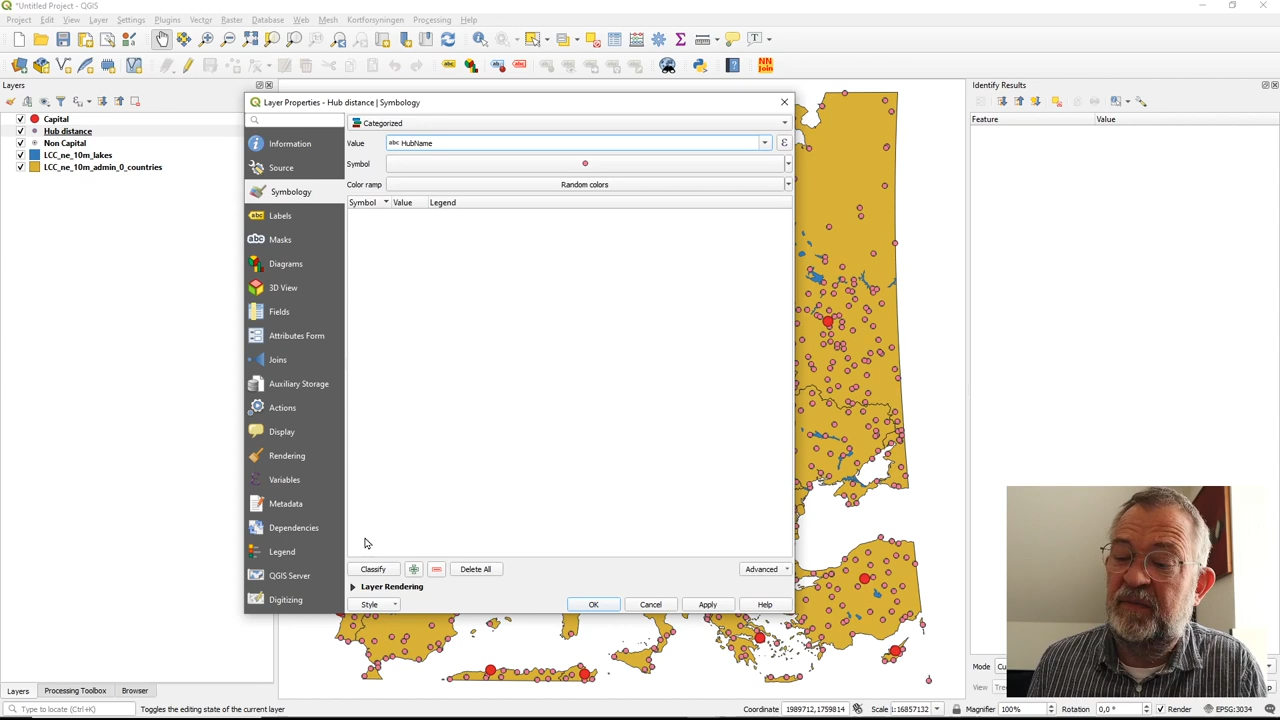 *Untitled Project - QGIS
Project Edit View Layer Settings Plugins Vector Raster Database Web Mesh Kortforsyningen Processing Help
Layers
Capital
Hub distance
Non Capital
LCC_ne_10m_lakes
LCC_ne_10m_admin_0_countries
Layer Properties - Hub distance | Symbology
Information
Source
Symbology
Labels
Masks
Diagrams
3D View
Fields
Attributes Form
Joins
Auxiliary Storage
Actions
Display
Rendering
Variables
Metadata
Dependencies
Legend
QGIS Server
Digitizing
Categorized
Value abc HubName
Symbol
Color ramp Random colors
Symbol Value Legend
Classify Delete All Advanced
Layer Rendering
Style OK Cancel Apply Help
Identify Results
Feature Value
Mode
View
Help
Layers Processing Toolbox Browser
Type to locate (Ctrl+K) Toggles the editing state of the current layer Coordinate 1989712,1759814 Scale 1:16857132 Magnifier 100% Rotation 0,0 ° Render EPSG:3034